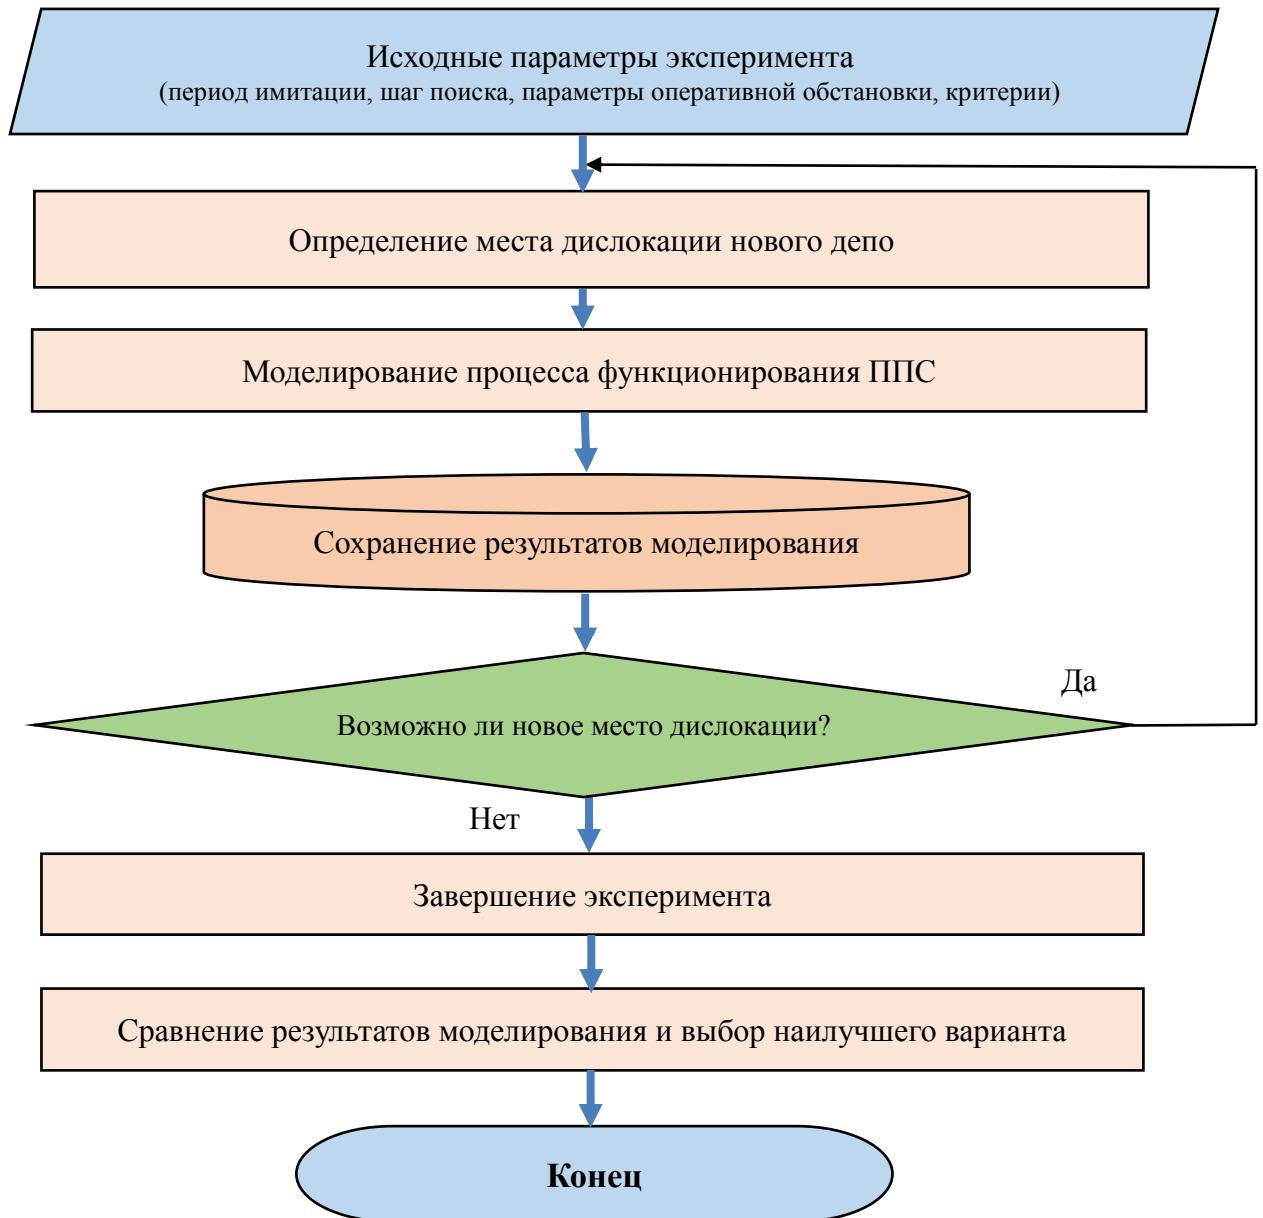 Исходные параметры эксперимента
(период имитации, шаг поиска, параметры оперативной обстановки, критерии)
Определение места дислокации нового депо
Моделирование процесса функционирования ППС
Сохранение результатов моделирования
Да
Возможно ли новое место дислокации?
Нет
Завершение эксперимента
Сравнение результатов моделирования и выбор наилучшего варианта
Конец